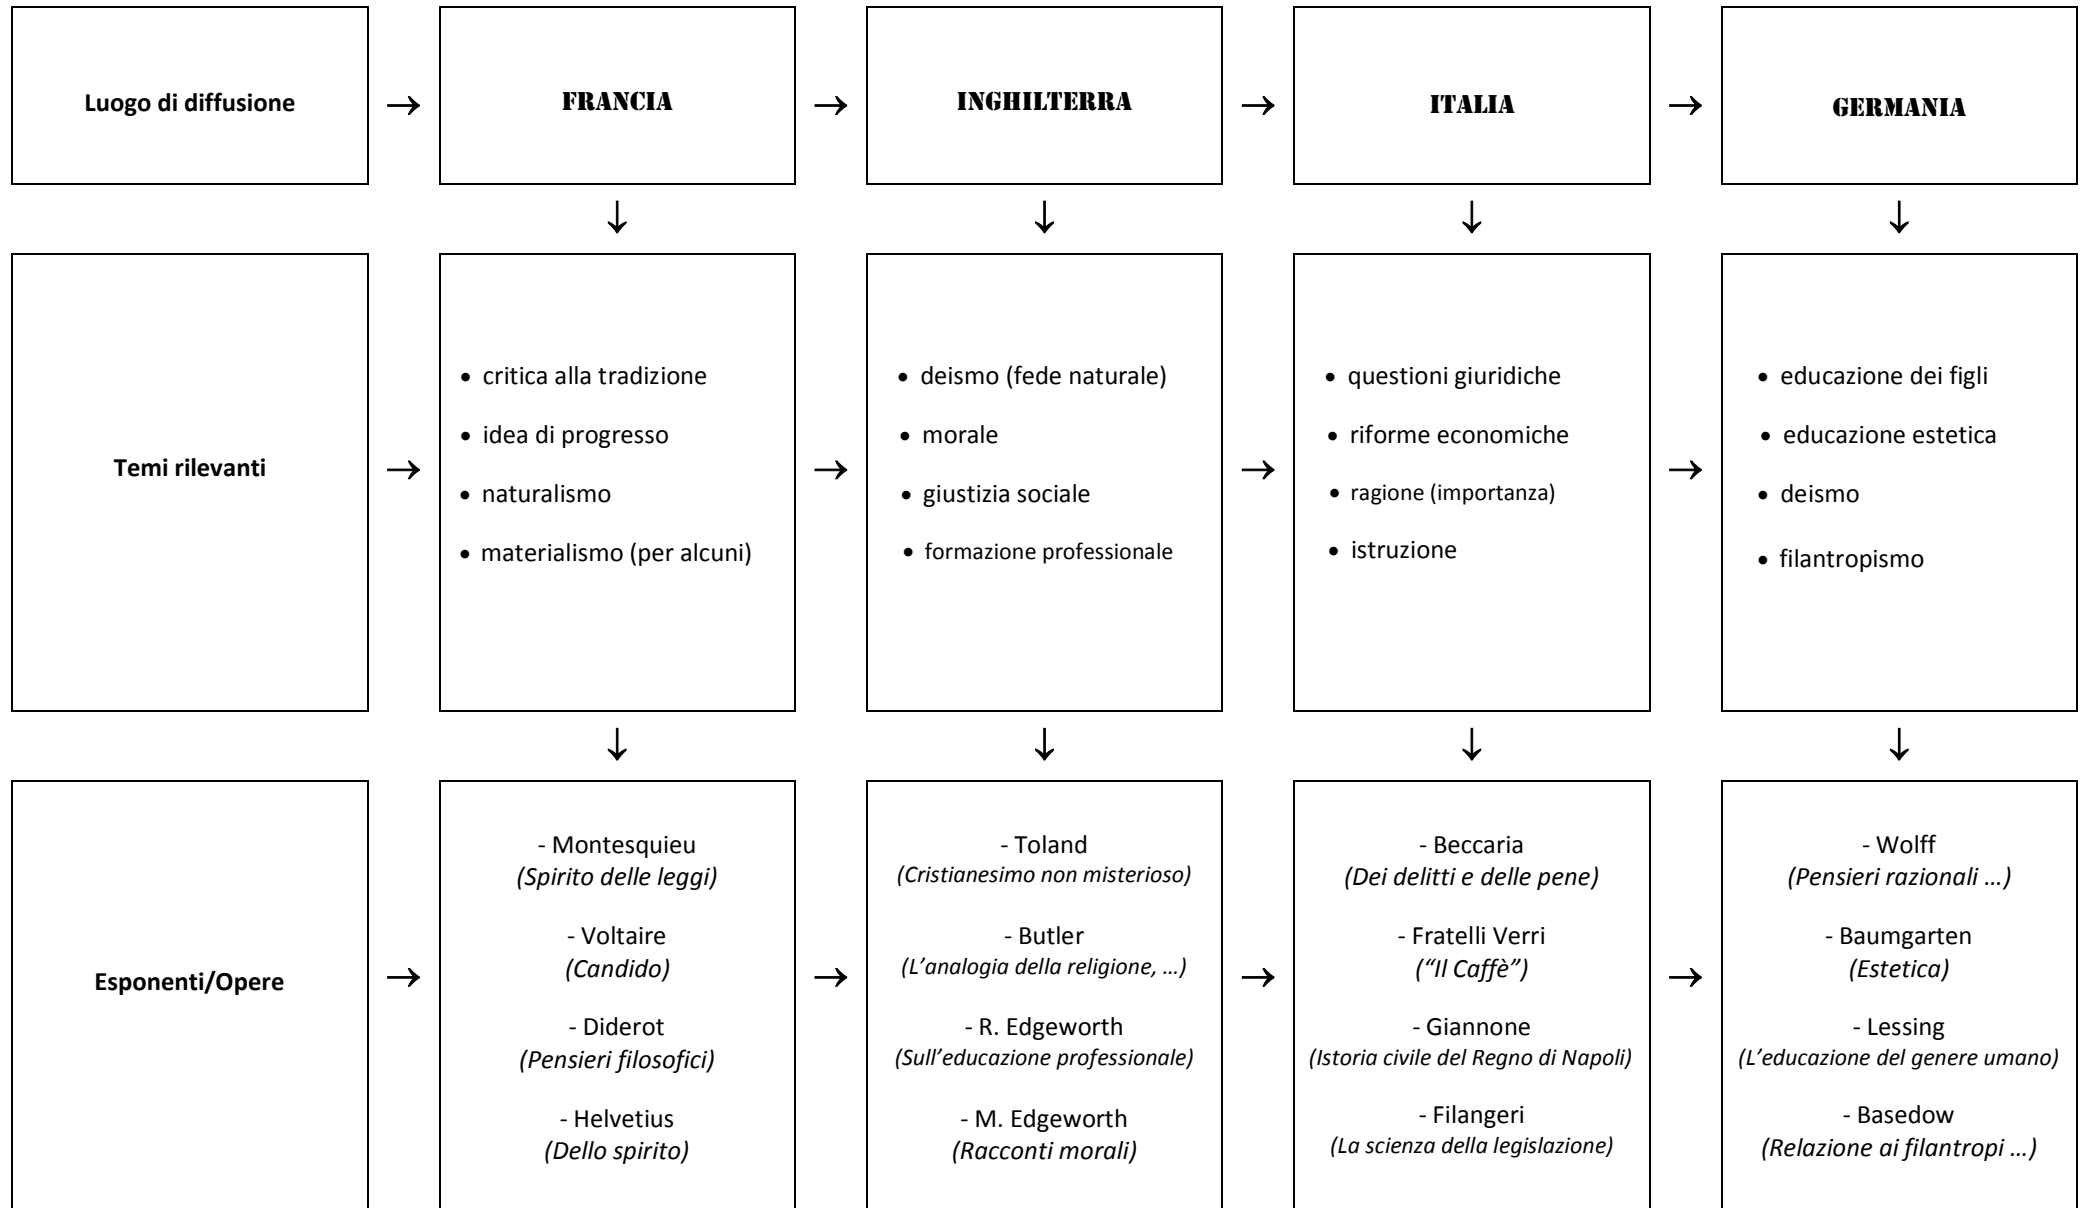 Luogo di diffusione
→
FRANCIA
→
INGHILTERRA
→
ITALIA
→
GERMANIA
↓
↓
↓
↓
Temi rilevanti
→
• critica alla tradizione
• idea di progresso
• naturalismo
• materialismo (per alcuni)
→
• deismo (fede naturale)
• morale
• giustizia sociale
• formazione professionale
→
• questioni giuridiche
• riforme economiche
• ragione (importanza)
• istruzione
→
• educazione dei figli
• educazione estetica
• deismo
• filantropismo
↓
↓
↓
↓
Esponenti/Opere
→
- Montesquieu
(Spirito delle leggi)
- Voltaire
(Candido)
- Diderot
(Pensieri filosofici)
- Helvetius
(Dello spirito)
→
- Toland
(Cristianesimo non misterioso)
- Butler
(L’analogia della religione, …)
- R. Edgeworth
(Sull’educazione professionale)
- M. Edgeworth
(Racconti morali)
→
- Beccaria
(Dei delitti e delle pene)
- Fratelli Verri
(“Il Caffè”)
- Giannone
(Istoria civile del Regno di Napoli)
- Filangeri
(La scienza della legislazione)
→
- Wolff
(Pensieri razionali …)
- Baumgarten
(Estetica)
- Lessing
(L’educazione del genere umano)
- Basedow
(Relazione ai filantropi …)